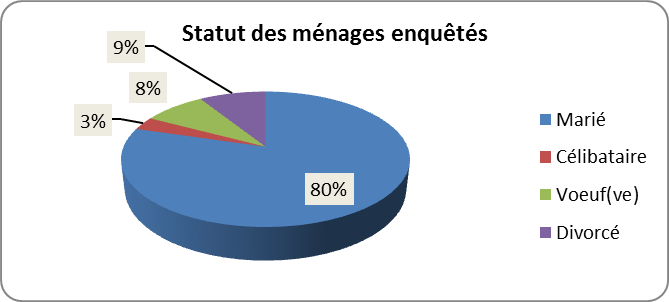 Statut des ménages enquêtés
9%
8%
3%
80%
Marié
Célibataire
Voeuf(ve)
Divorcé